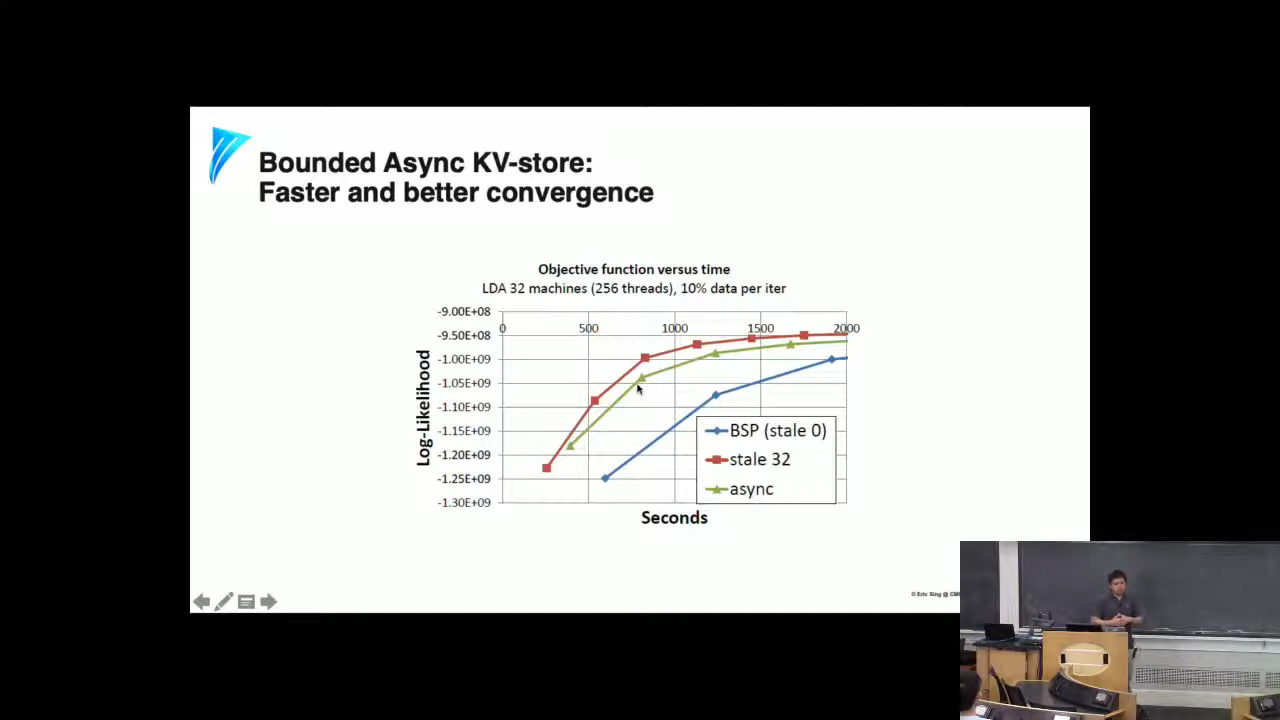 Bounded Async KV-store:
Faster and better convergence
Objective function versus time
LDA 32 machines (256 threads), 10% data per iter
-9.00E+08
0 500 1000 1500 2000
-9.50E+08
-1.00E+09
-1.05E+09
-1.10E+09
-1.15E+09
-1.20E+09
-1.25E+09
-1.30E+09
Log-Likelihood
BSP (stale 0)
stale 32
async
Seconds
© Eric Xing @